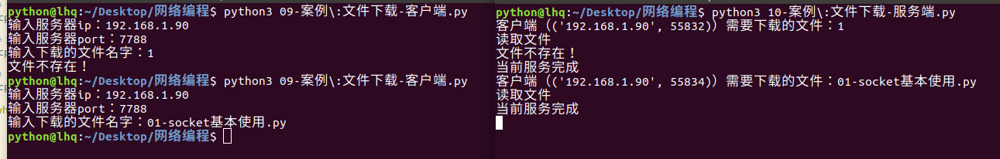 python@lhq:~/Desktop/网络编程$ python3 09-案例\:文件下载-客户端.py
输入服务器ip：192.168.1.90
输入服务器port：7788
输入下载的文件名字：1
文件不存在！
python@lhq:~/Desktop/网络编程$ python3 09-案例\:文件下载-客户端.py
输入服务器ip：192.168.1.90
输入服务器port：7788
输入下载的文件名字：01-socket基本使用.py
python@lhq:~/Desktop/网络编程$
python@lhq:~/Desktop/网络编程$ python3 10-案例\:文件下载-服务端.py
客户端（('192.168.1.90', 55832)）需要下载的文件：1
读取文件
文件不存在！
当前服务完成
客户端（('192.168.1.90', 55834)）需要下载的文件：01-socket基本使用.py
读取文件
当前服务完成